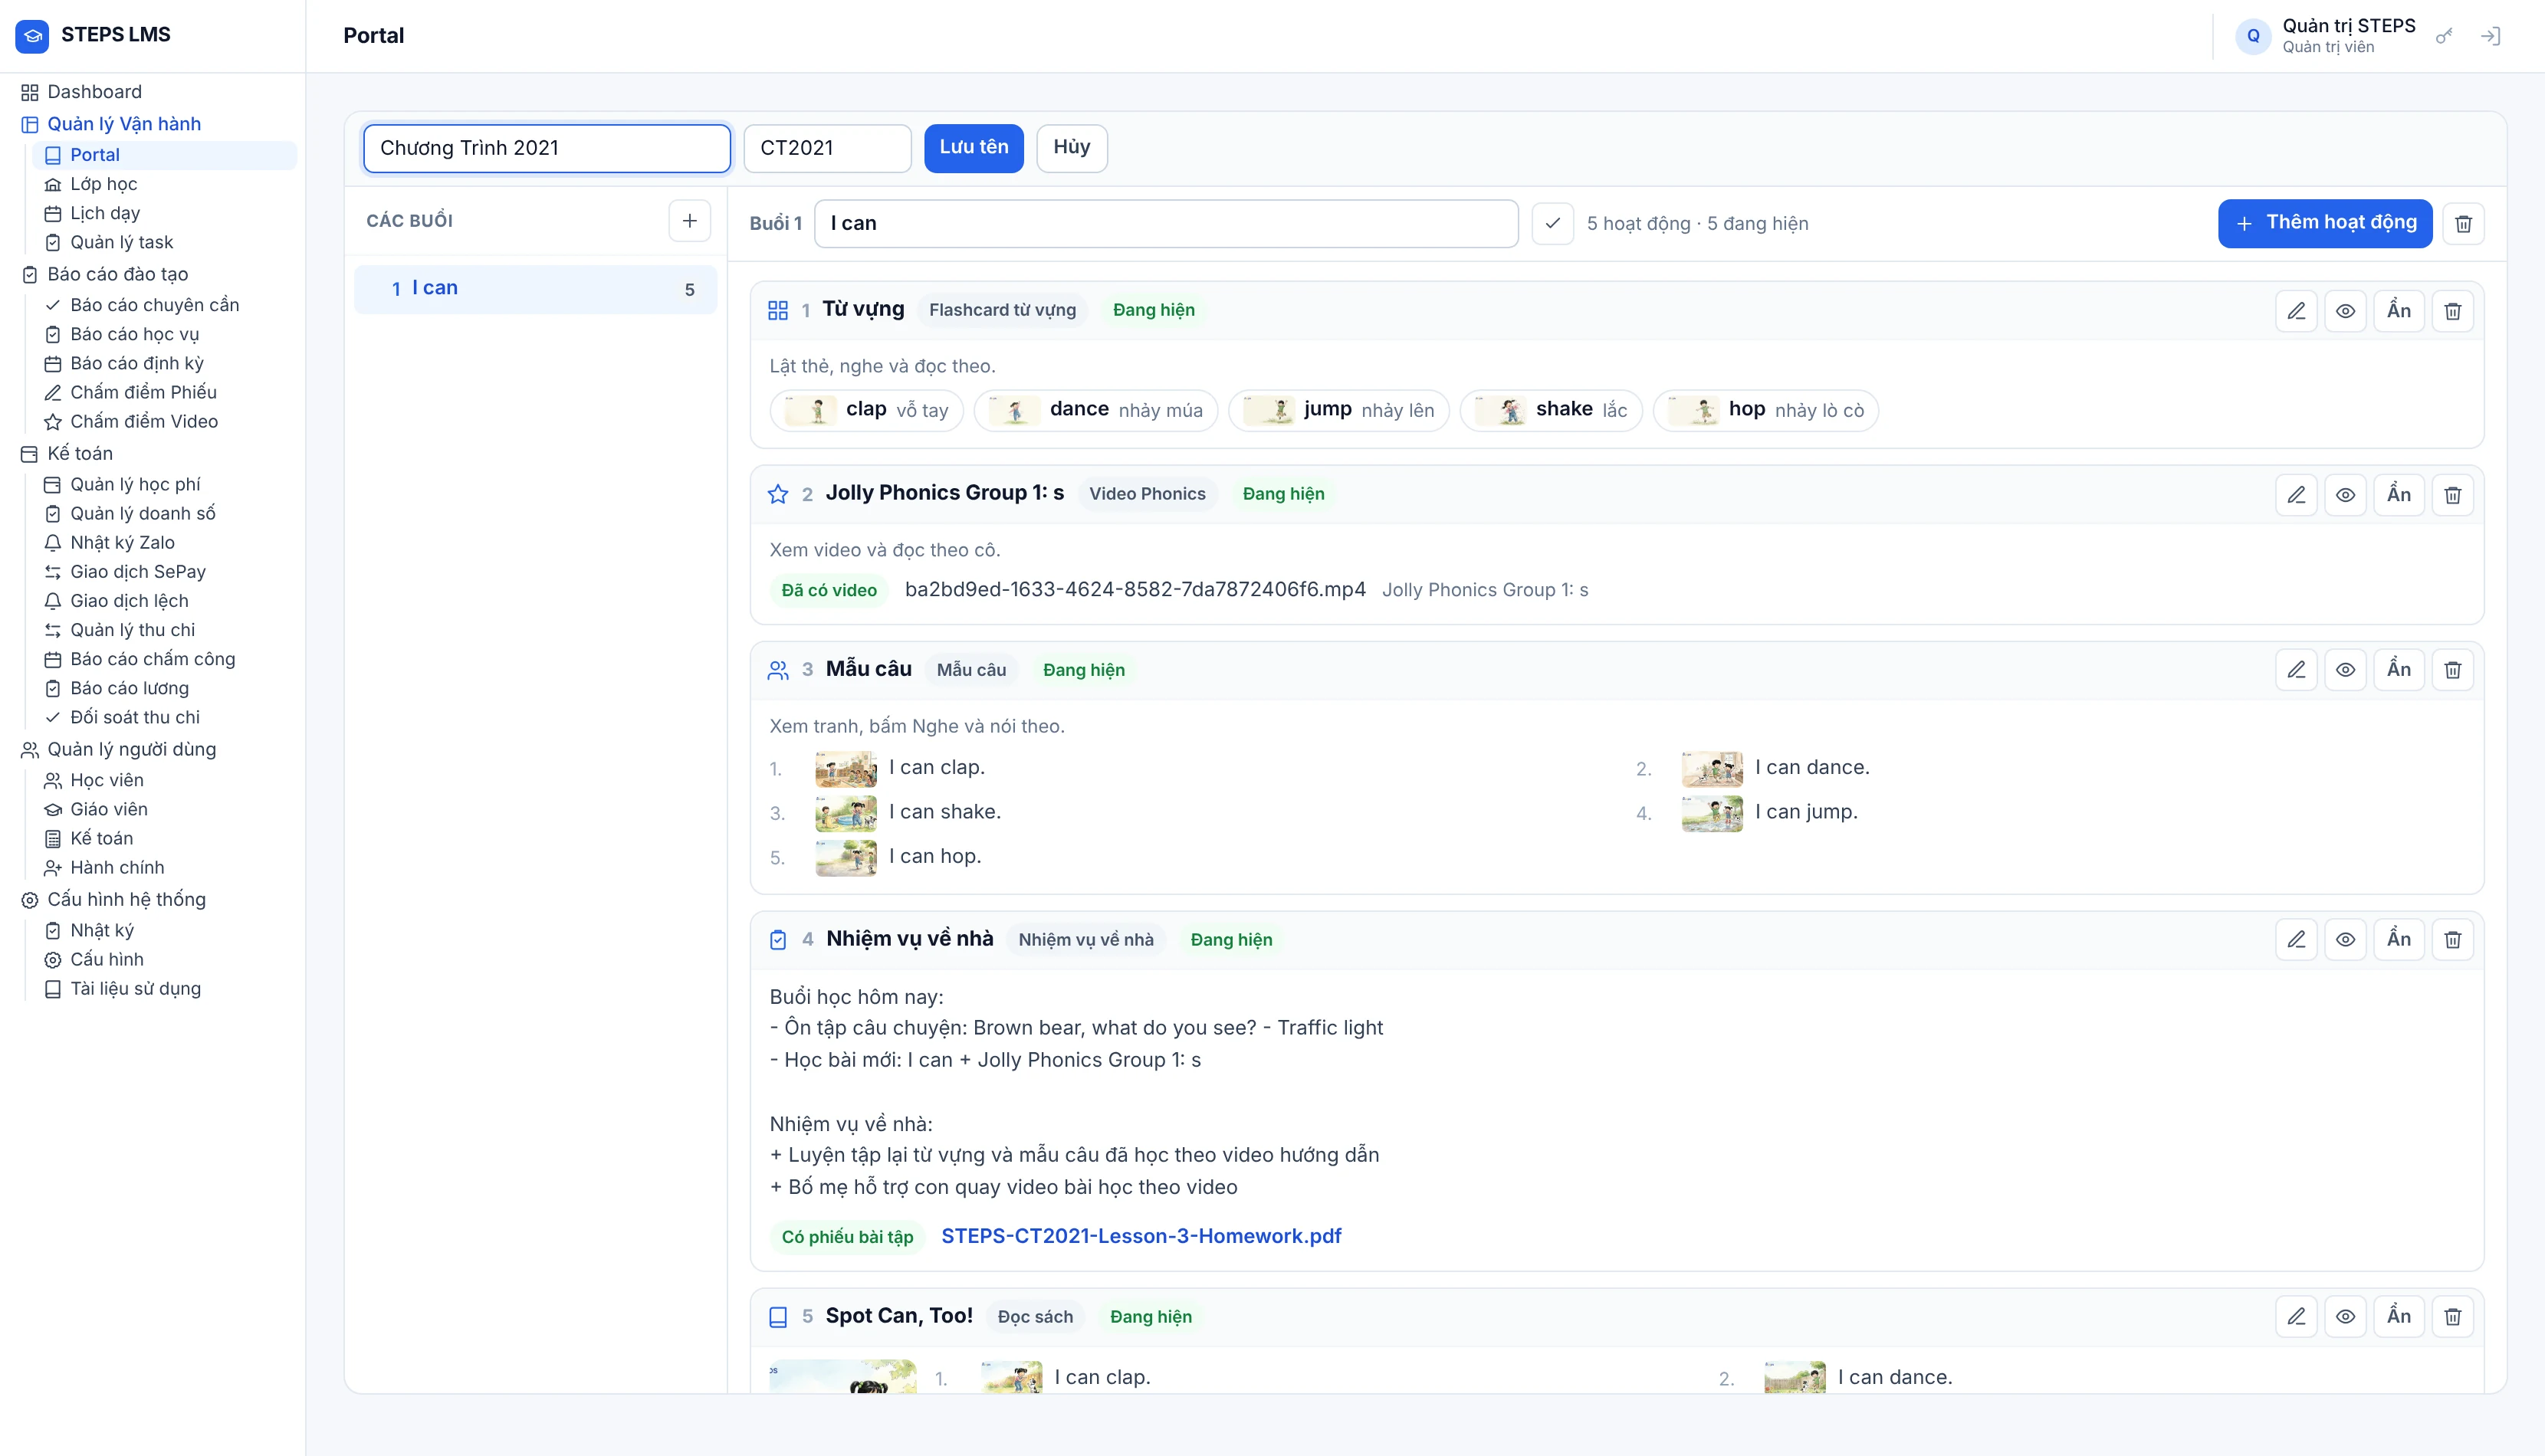 STEPS LMS
Portal
Q
Quản trị STEPS
Quản trị viên
Dashboard
Quản lý Vận hành
Portal
Lớp học
Lịch dạy
Quản lý task
Báo cáo đào tạo
Báo cáo chuyên cần
Báo cáo học vụ
Báo cáo định kỳ
Chấm điểm Phiếu
Chấm điểm Video
Kế toán
Quản lý học phí
Quản lý doanh số
Nhật ký Zalo
Giao dịch SePay
Giao dịch lệch
Quản lý thu chi
Báo cáo chấm công
Báo cáo lương
Đối soát thu chi
Quản lý người dùng
Học viên
Giáo viên
Kế toán
Hành chính
Cấu hình hệ thống
Nhật ký
Cấu hình
Tài liệu sử dụng
Chương Trình 2021 CT2021 Lưu tên Hủy
CÁC BUỔI
1 I can 5
Buổi 1 I can 5 hoạt động · 5 đang hiện + Thêm hoạt động
1 Từ vựng Flashcard từ vựng Đang hiện Ẩn
Lật thẻ, nghe và đọc theo.
clap vỗ tay dance nhảy múa jump nhảy lên shake lắc hop nhảy lò cò
2 Jolly Phonics Group 1: s Video Phonics Đang hiện Ẩn
Xem video và đọc theo cô.
Đã có video ba2bd9ed-1633-4624-8582-7da7872406f6.mp4 Jolly Phonics Group 1: s
3 Mẫu câu Mẫu câu Đang hiện Ẩn
Xem tranh, bấm Nghe và nói theo.
1. I can clap. 2. I can dance.
3. I can shake. 4. I can jump.
5. I can hop.
4 Nhiệm vụ về nhà Nhiệm vụ về nhà Đang hiện Ẩn
Buổi học hôm nay:
- Ôn tập câu chuyện: Brown bear, what do you see? - Traffic light
- Học bài mới: I can + Jolly Phonics Group 1: s
Nhiệm vụ về nhà:
+ Luyện tập lại từ vựng và mẫu câu đã học theo video hướng dẫn
+ Bố mẹ hỗ trợ con quay video bài học theo video
Có phiếu bài tập STEPS-CT2021-Lesson-3-Homework.pdf
5 Spot Can, Too! Đọc sách Đang hiện Ẩn
1. I can clap. 2. I can dance.